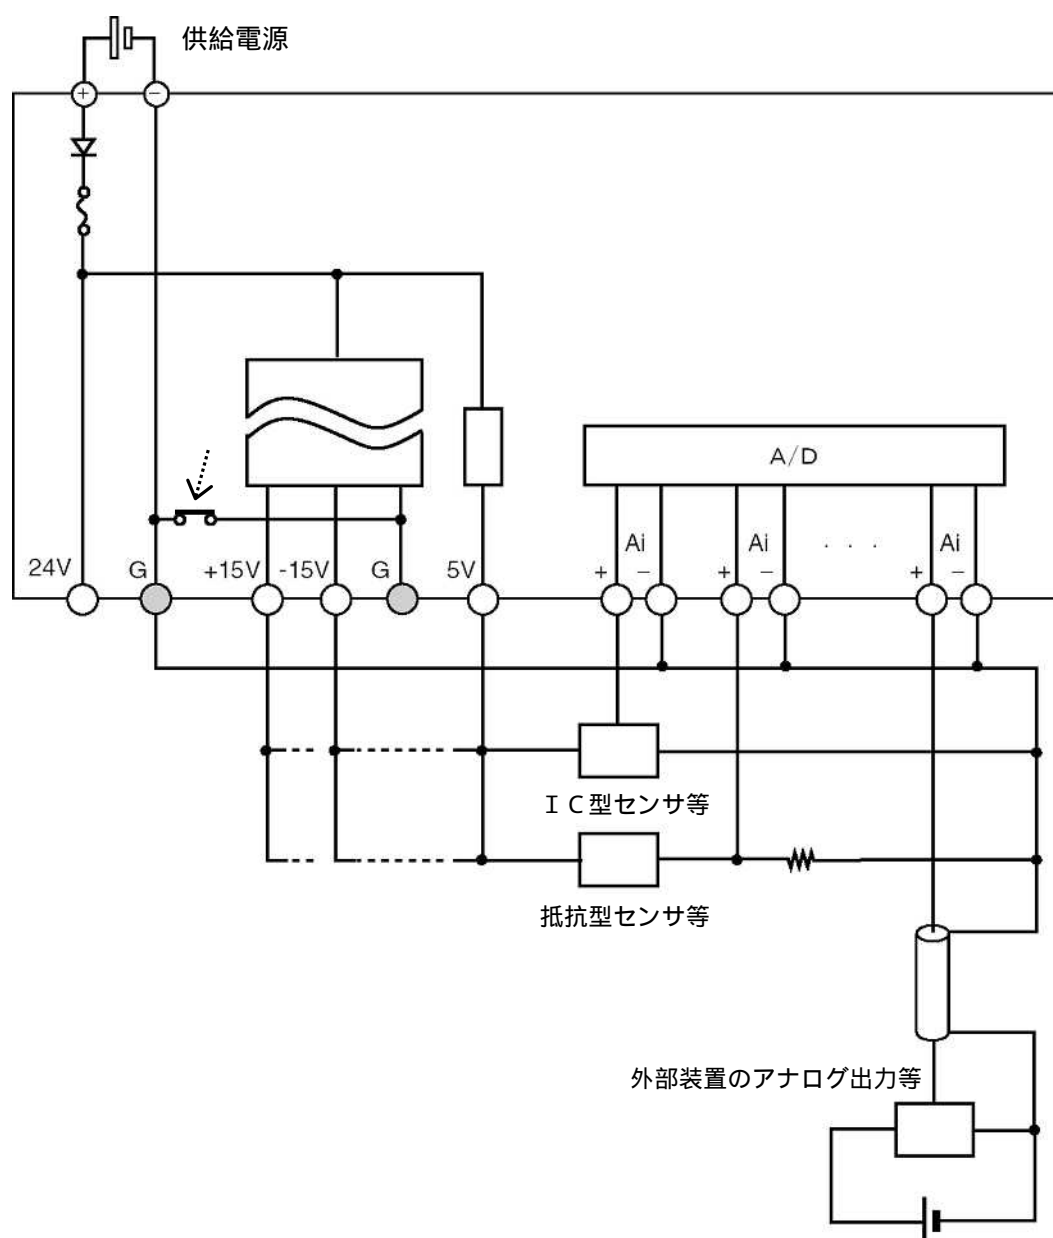 供給電源
+ −
A/D
Ai Ai · · · Ai
24V G +15V -15V G 5V + − + − + −
ＩＣ型センサ等
抵抗型センサ等
外部装置のアナログ出力等